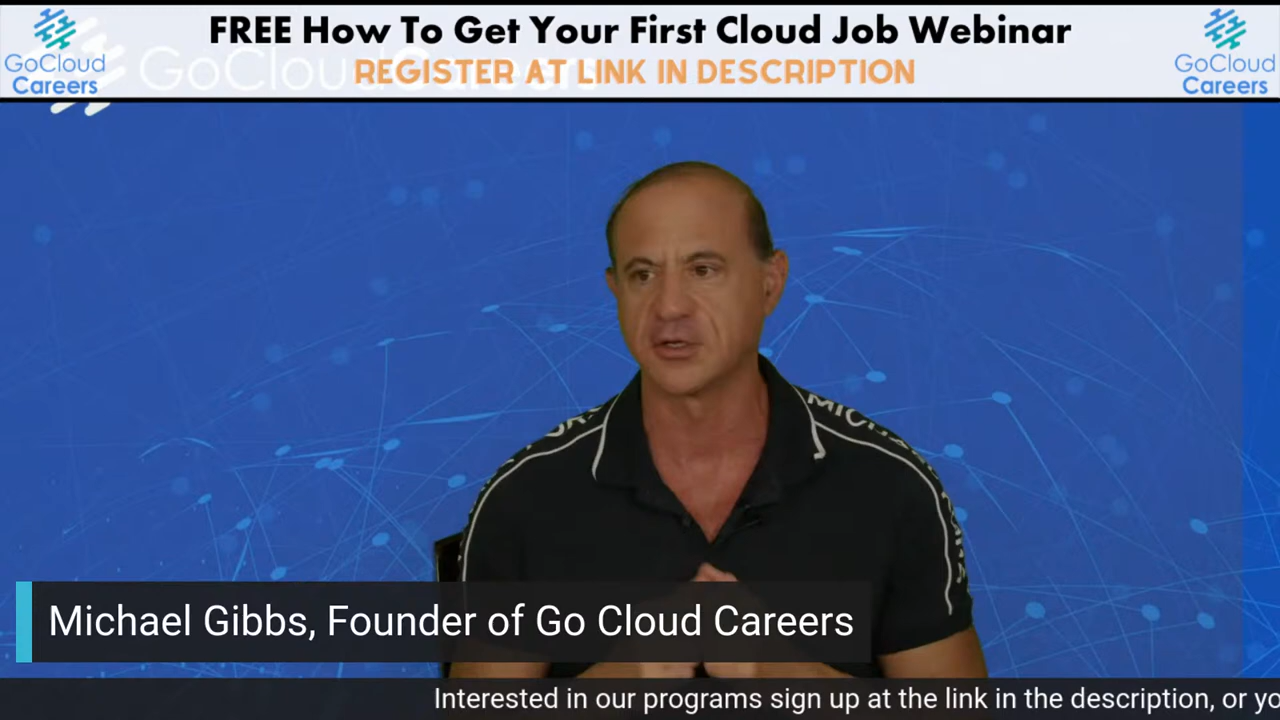 FREE How To Get Your First Cloud Job Webinar
REGISTER AT LINK IN DESCRIPTION
GoCloud
Careers
GoCloud
Careers
GoCloud
MICHA
Michael Gibbs, Founder of Go Cloud Careers
Interested in our programs sign up at the link in the description, or yo